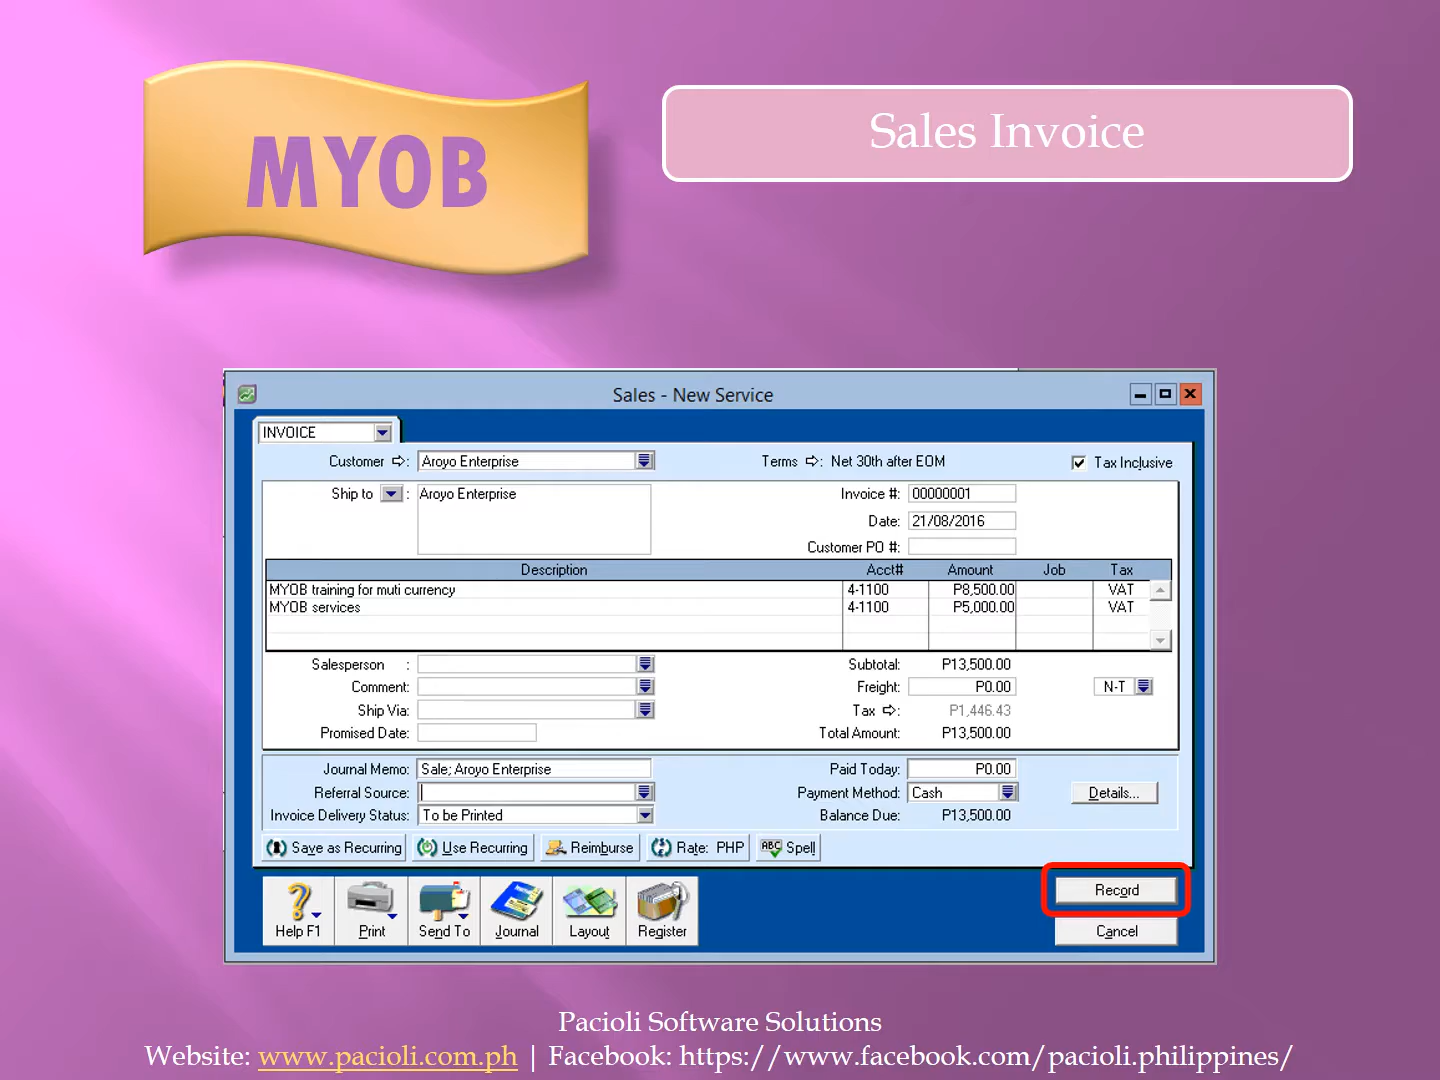 MYOB
Sales Invoice
Sales - New Service
INVOICE
Customer : Aroyo Enterprise
Terms : Net 30th after EOM
Tax Inclusive
Ship to : Aroyo Enterprise
Invoice #: 00000001
Date: 21/08/2016
Customer PO #:
Description Acct# Amount Job Tax
MYOB training for muti currency 4-1100 P8,500.00 VAT
MYOB services 4-1100 P5,000.00 VAT
Salesperson : Subtotal: P13,500.00
Comment: Freight: P0.00 N-T
Ship Via: Tax : P1,446.43
Promised Date: Total Amount: P13,500.00
Journal Memo: Sale; Aroyo Enterprise Paid Today: P0.00
Referral Source: Payment Method: Cash Details...
Invoice Delivery Status: To be Printed Balance Due: P13,500.00
Save as Recurring Use Recurring Reimburse Rate: PHP ABC Spell
Record
Help F1 Print Send To Journal Layout Register Cancel
Pacioli Software Solutions
Website: www.pacioli.com.ph | Facebook: https://www.facebook.com/pacioli.philippines/